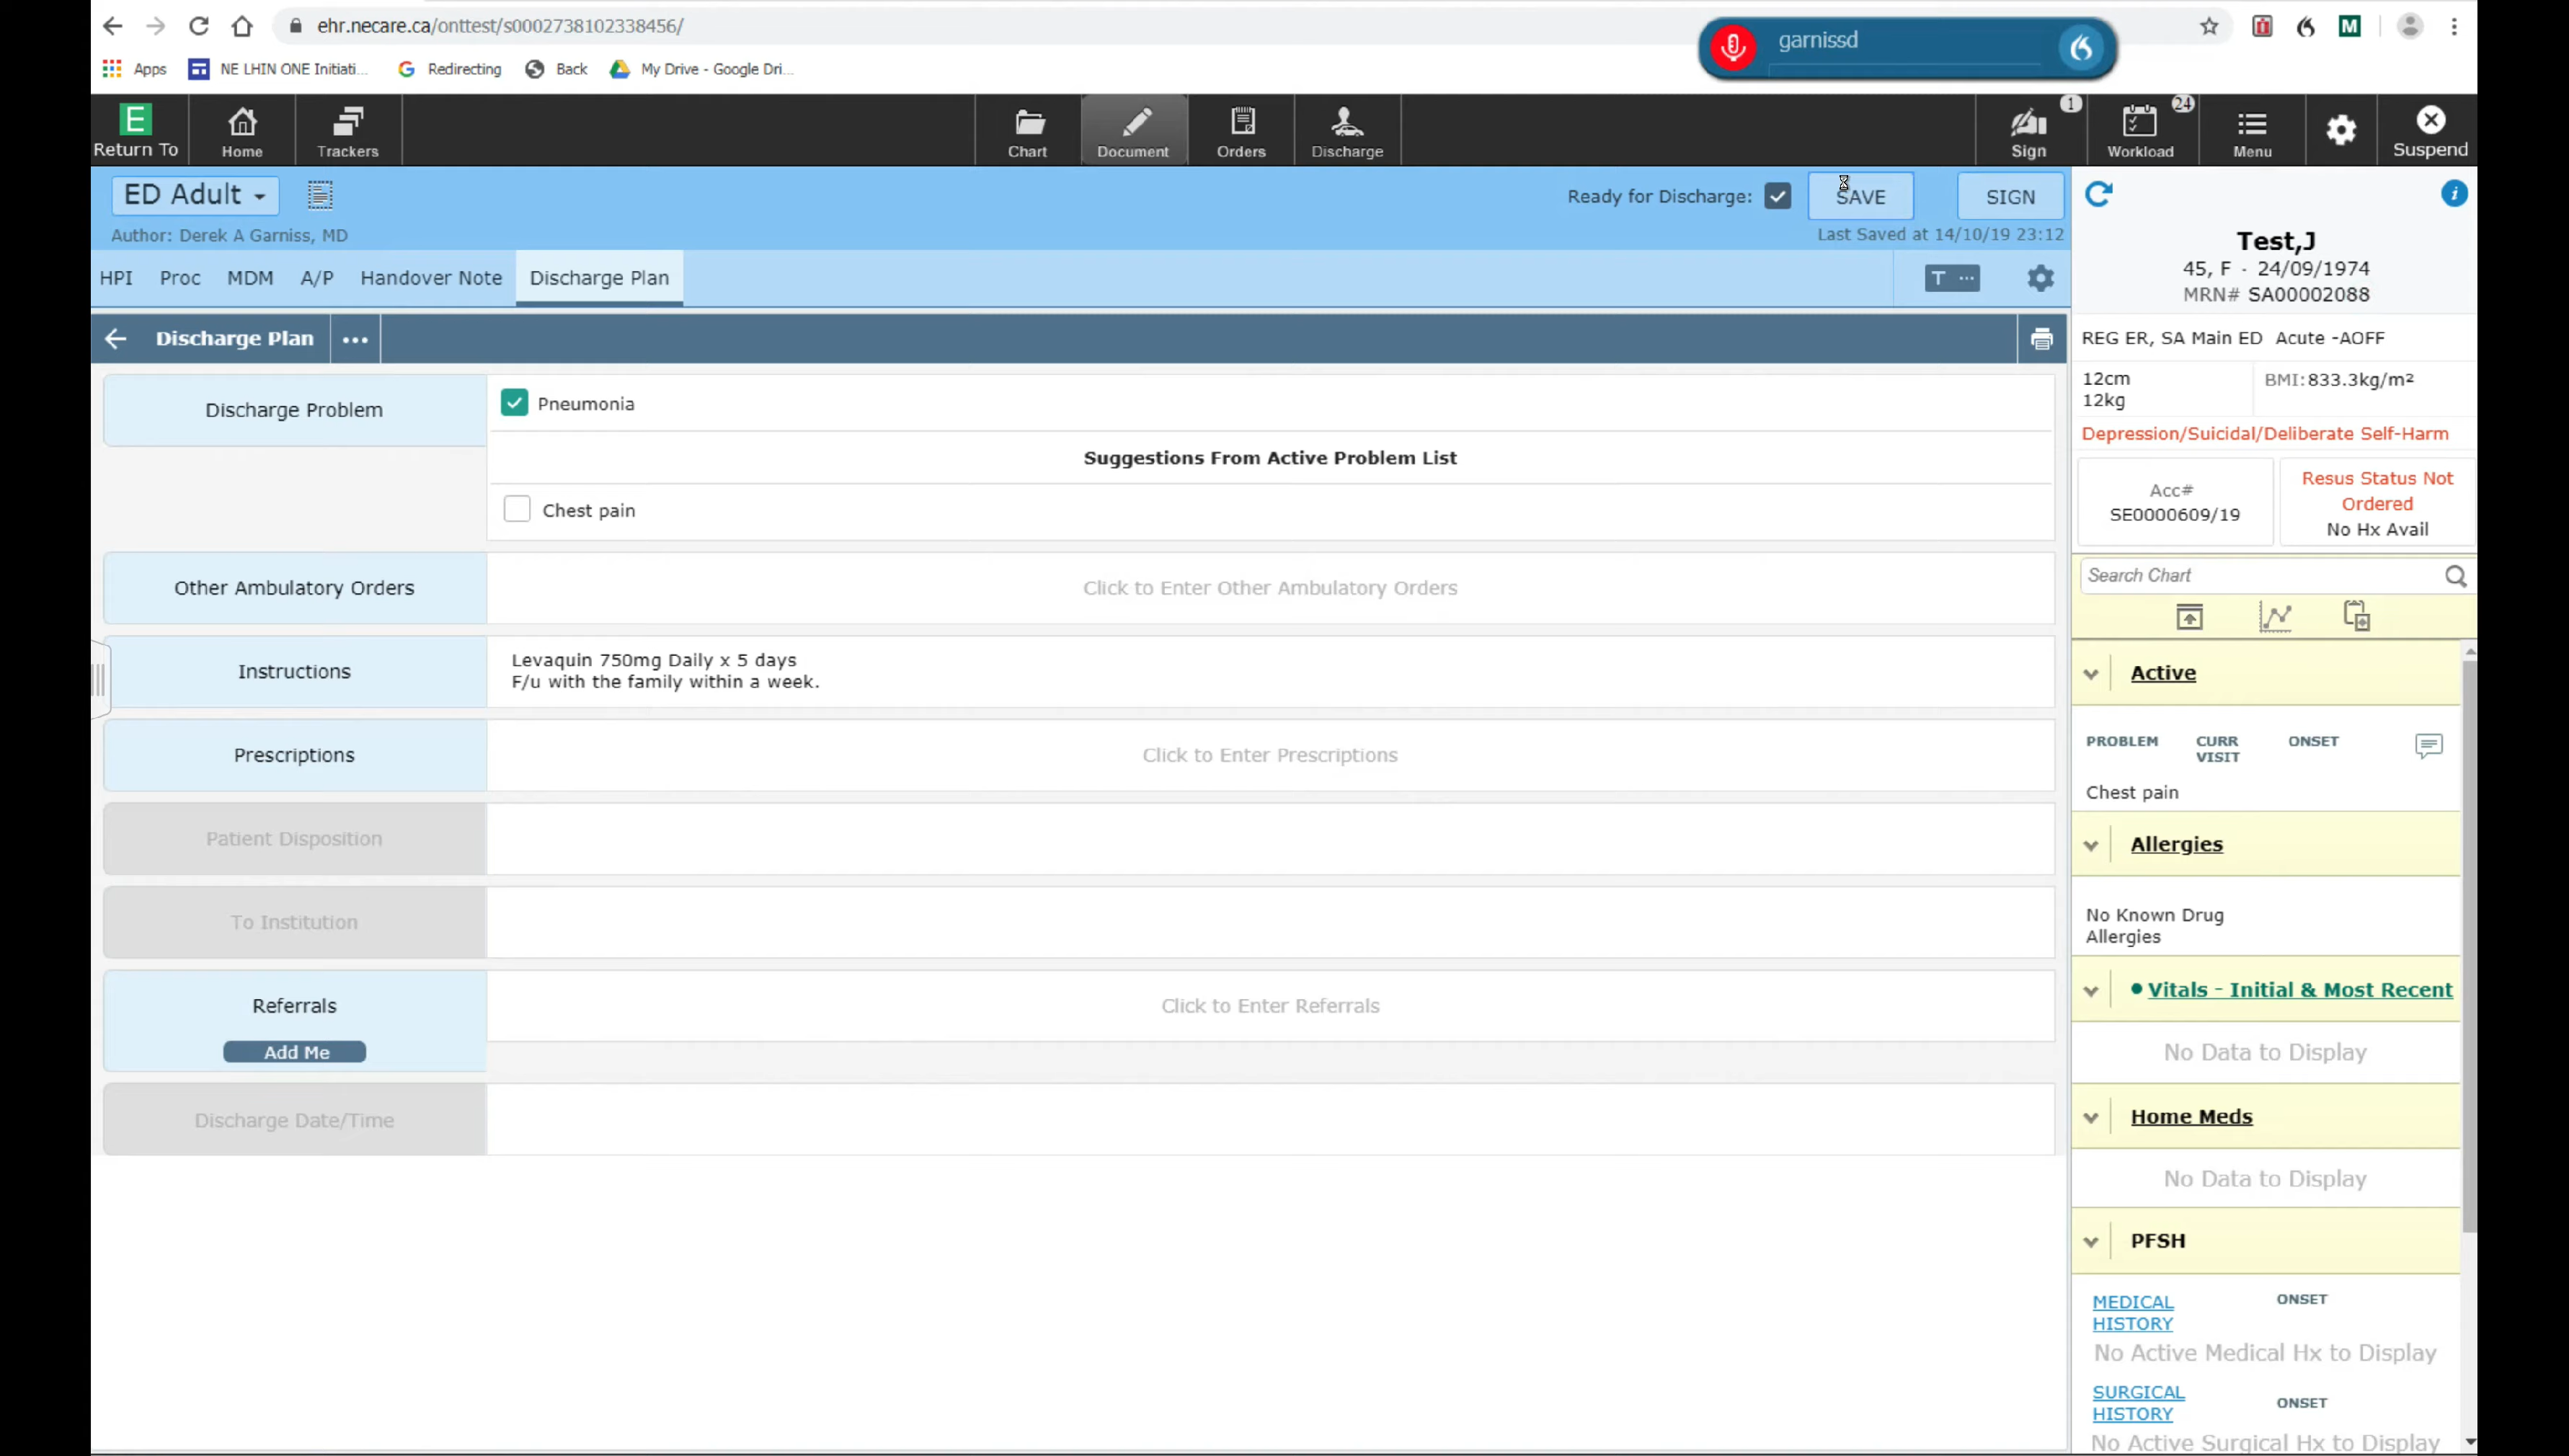 ehr.necare.ca/onttest/s0002738102338456/
garnissd
M
Apps
NE LHIN ONE Initiati...
G
Redirecting
Back
My Drive - Google Dri...
E
Return To
Home
Trackers
Chart
Document
Orders
Discharge
1
Sign
24
Workload
Menu
Suspend
ED Adult
Ready for Discharge:
SAVE
SIGN
Author: Derek A Garniss, MD
Last Saved at 14/10/19 23:12
HPI
Proc
MDM
A/P
Handover Note
Discharge Plan
T ...
Discharge Plan
...
Discharge Problem
Pneumonia
Suggestions From Active Problem List
Chest pain
Other Ambulatory Orders
Click to Enter Other Ambulatory Orders
Instructions
Levaquin 750mg Daily x 5 days
F/u with the family within a week.
Prescriptions
Click to Enter Prescriptions
Patient Disposition
To Institution
Referrals
Click to Enter Referrals
Add Me
Discharge Date/Time
i
Test,J
45, F - 24/09/1974
MRN# SA00002088
REG ER, SA Main ED Acute -AOFF
12cm
12kg
BMI: 833.3kg/m²
Depression/Suicidal/Deliberate Self-Harm
Acc#
SE0000609/19
Resus Status Not
Ordered
No Hx Avail
Search Chart
Active
PROBLEM
CURR
VISIT
ONSET
Chest pain
Allergies
No Known Drug
Allergies
Vitals - Initial & Most Recent
No Data to Display
Home Meds
No Data to Display
PFSH
MEDICAL
HISTORY
ONSET
No Active Medical Hx to Display
SURGICAL
HISTORY
ONSET
No Active Surgical Hx to Display